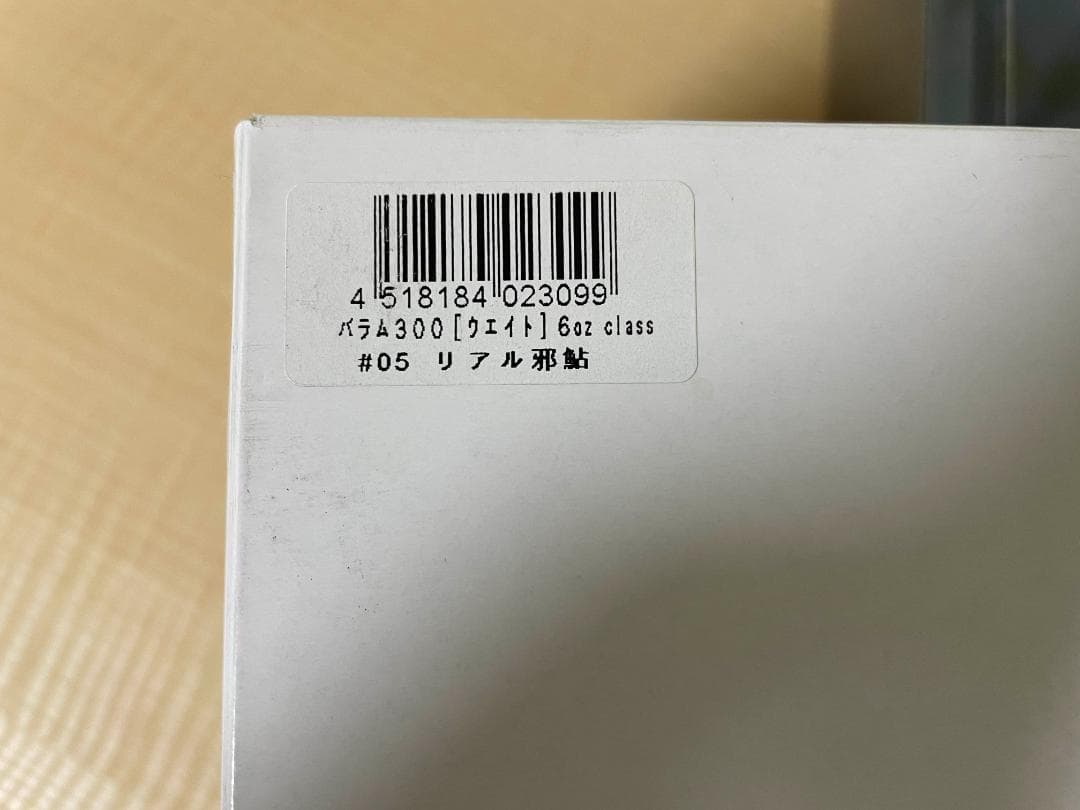 4 518184 023099
バラム300[ウエイト]6oz class
#05 リアル邪鮎